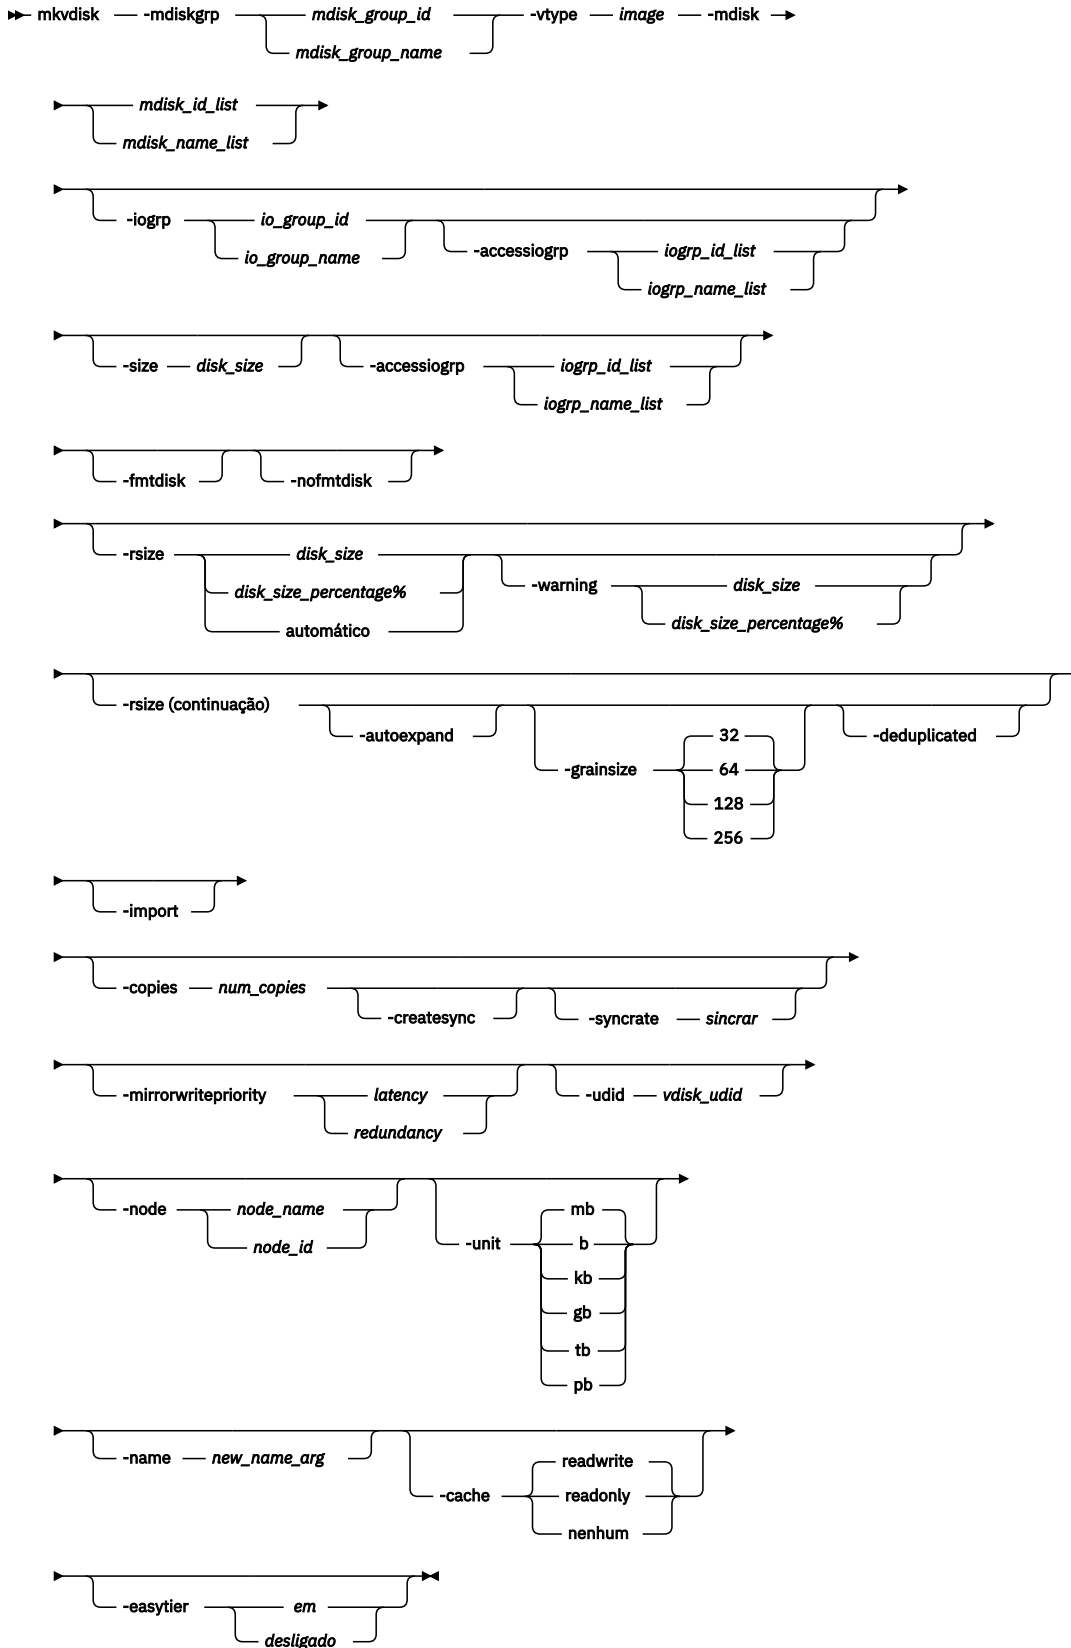 mkvdisk -mdiskgrp mdisk_group_id -vtype image -mdisk
mdisk_group_name
mdisk_id_list
mdisk_name_list
-iogrp io_group_id
io_group_name
-accessiogrp iogrp_id_list
iogrp_name_list
-size disk_size -accessiogrp iogrp_id_list
iogrp_name_list
-fmtdisk -nofmtdisk
-rsize disk_size
disk_size_percentage%
automático
-warning disk_size
disk_size_percentage%
-rsize (continuação)
-autoexpand
-grainsize 32
64
128
256
-deduplicated
-import
-copies num_copies
-createsync -syncrate sincrar
-mirrorwritepriority latency
redundancy
-udid vdisk_udid
-node node_name
node_id
-unit mb
b
kb
gb
tb
pb
-name new_name_arg
-cache readwrite
readonly
nenhum
-easytier em
desligado